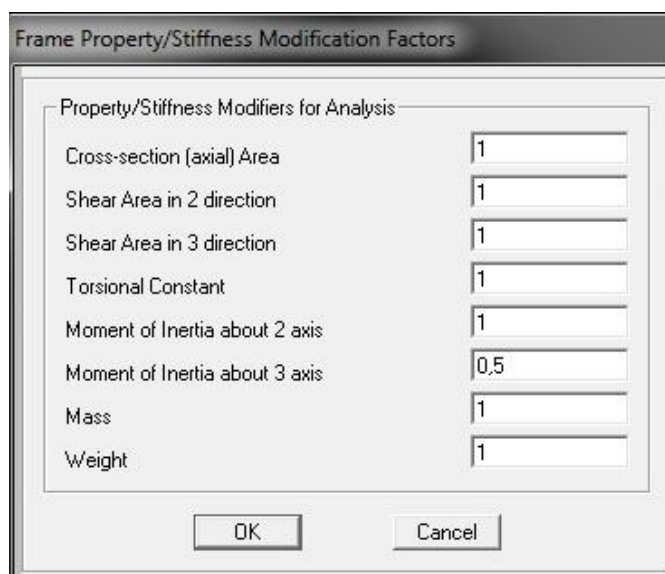 Frame Property/Stiffness Modification Factors
Property/Stiffness Modifiers for Analysis
Cross-section (axial) Area 1
Shear Area in 2 direction 1
Shear Area in 3 direction 1
Torsional Constant 1
Moment of Inertia about 2 axis 1
Moment of Inertia about 3 axis 0,5
Mass 1
Weight 1
OK Cancel